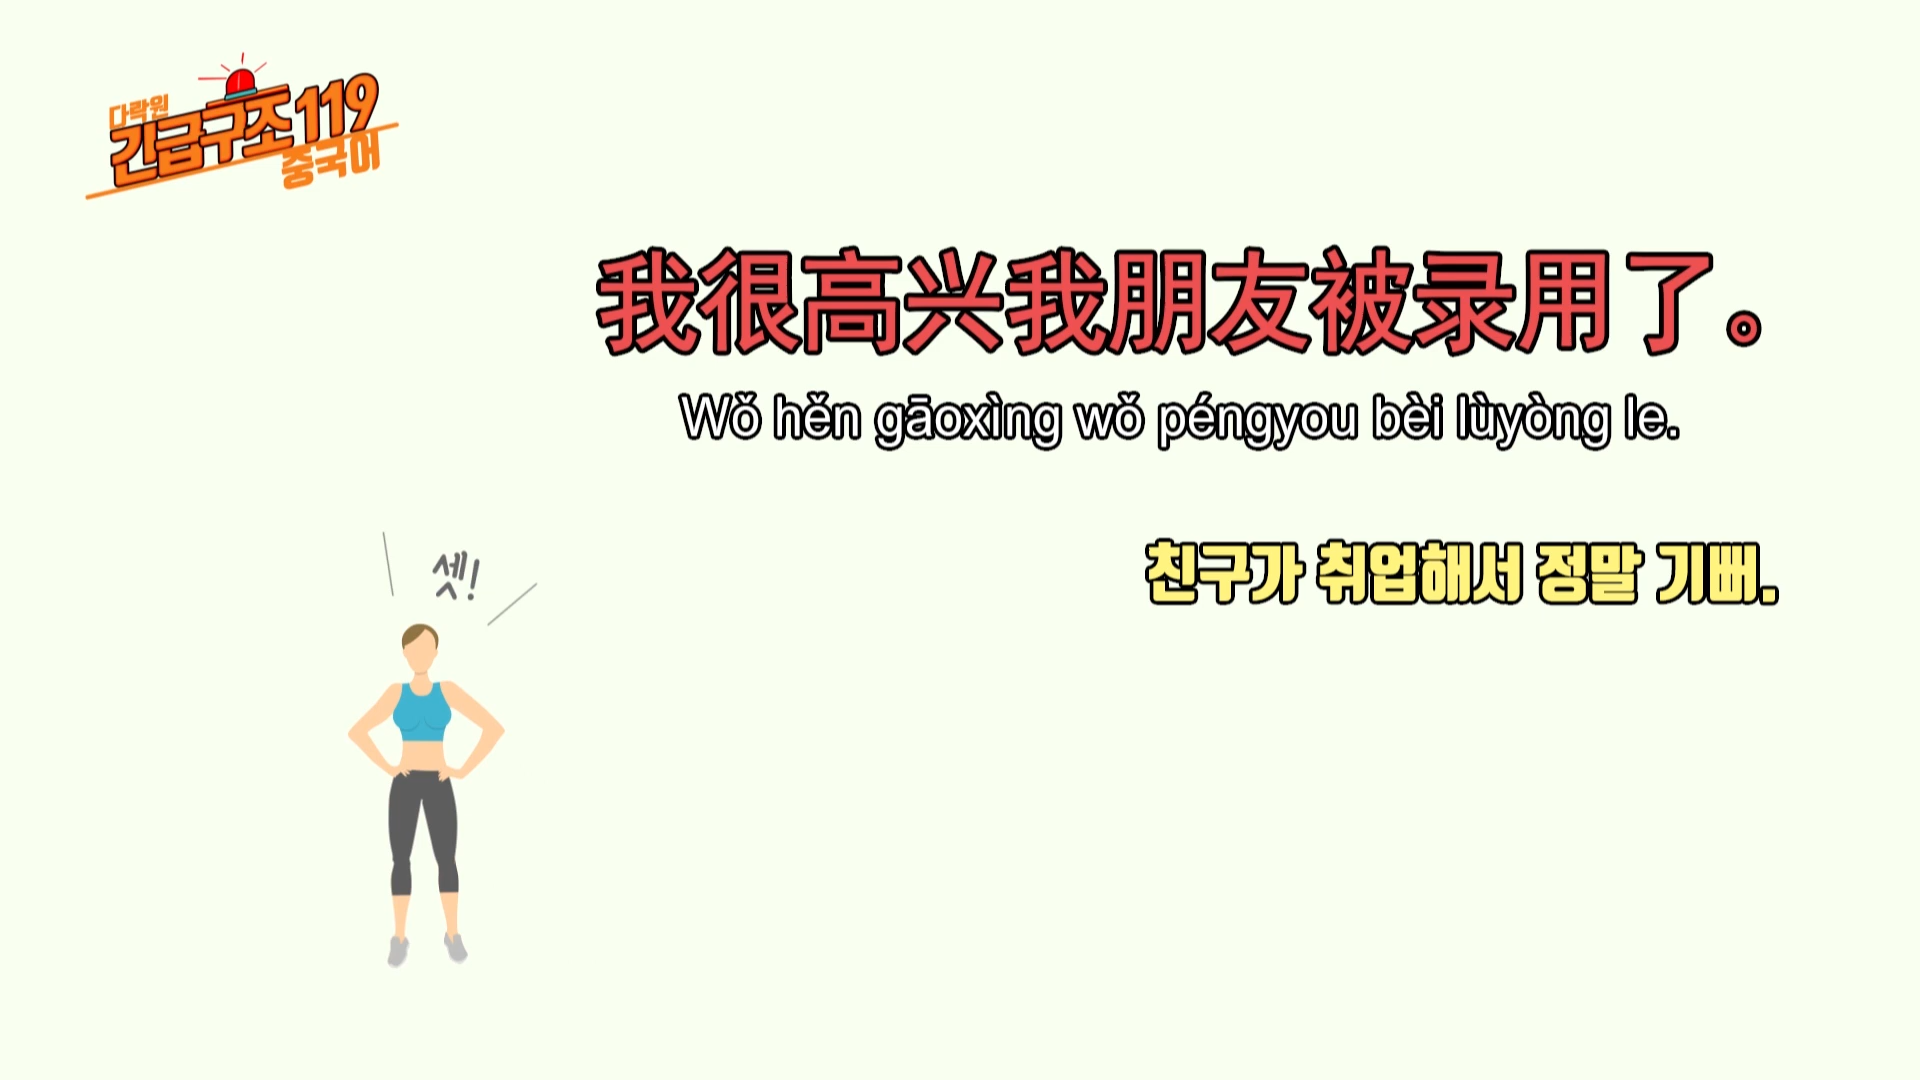 다락원
긴급구조119
중국어
我很高兴我朋友被录用了。
Wǒ hěn gāoxìng wǒ péngyou bèi lùyòng le.
친구가 취업해서 정말 기뻐.
셋!